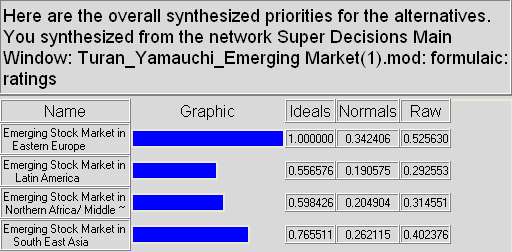 Here are the overall synthesized priorities for the alternatives.
You synthesized from the network Super Decisions Main
Window: Turan_Yamauchi_Emerging Market(1).mod: formulaic:
ratings
Name Graphic Ideals Normals Raw
Emerging Stock Market in
Eastern Europe
1.000000 0.342406 0.525630
Emerging Stock Market in
Latin America
0.556576 0.190575 0.292553
Emerging Stock Market in
Northern Africa/ Middle ~
0.598426 0.204904 0.314551
Emerging Stock Market in
South East Asia
0.765511 0.262115 0.402376